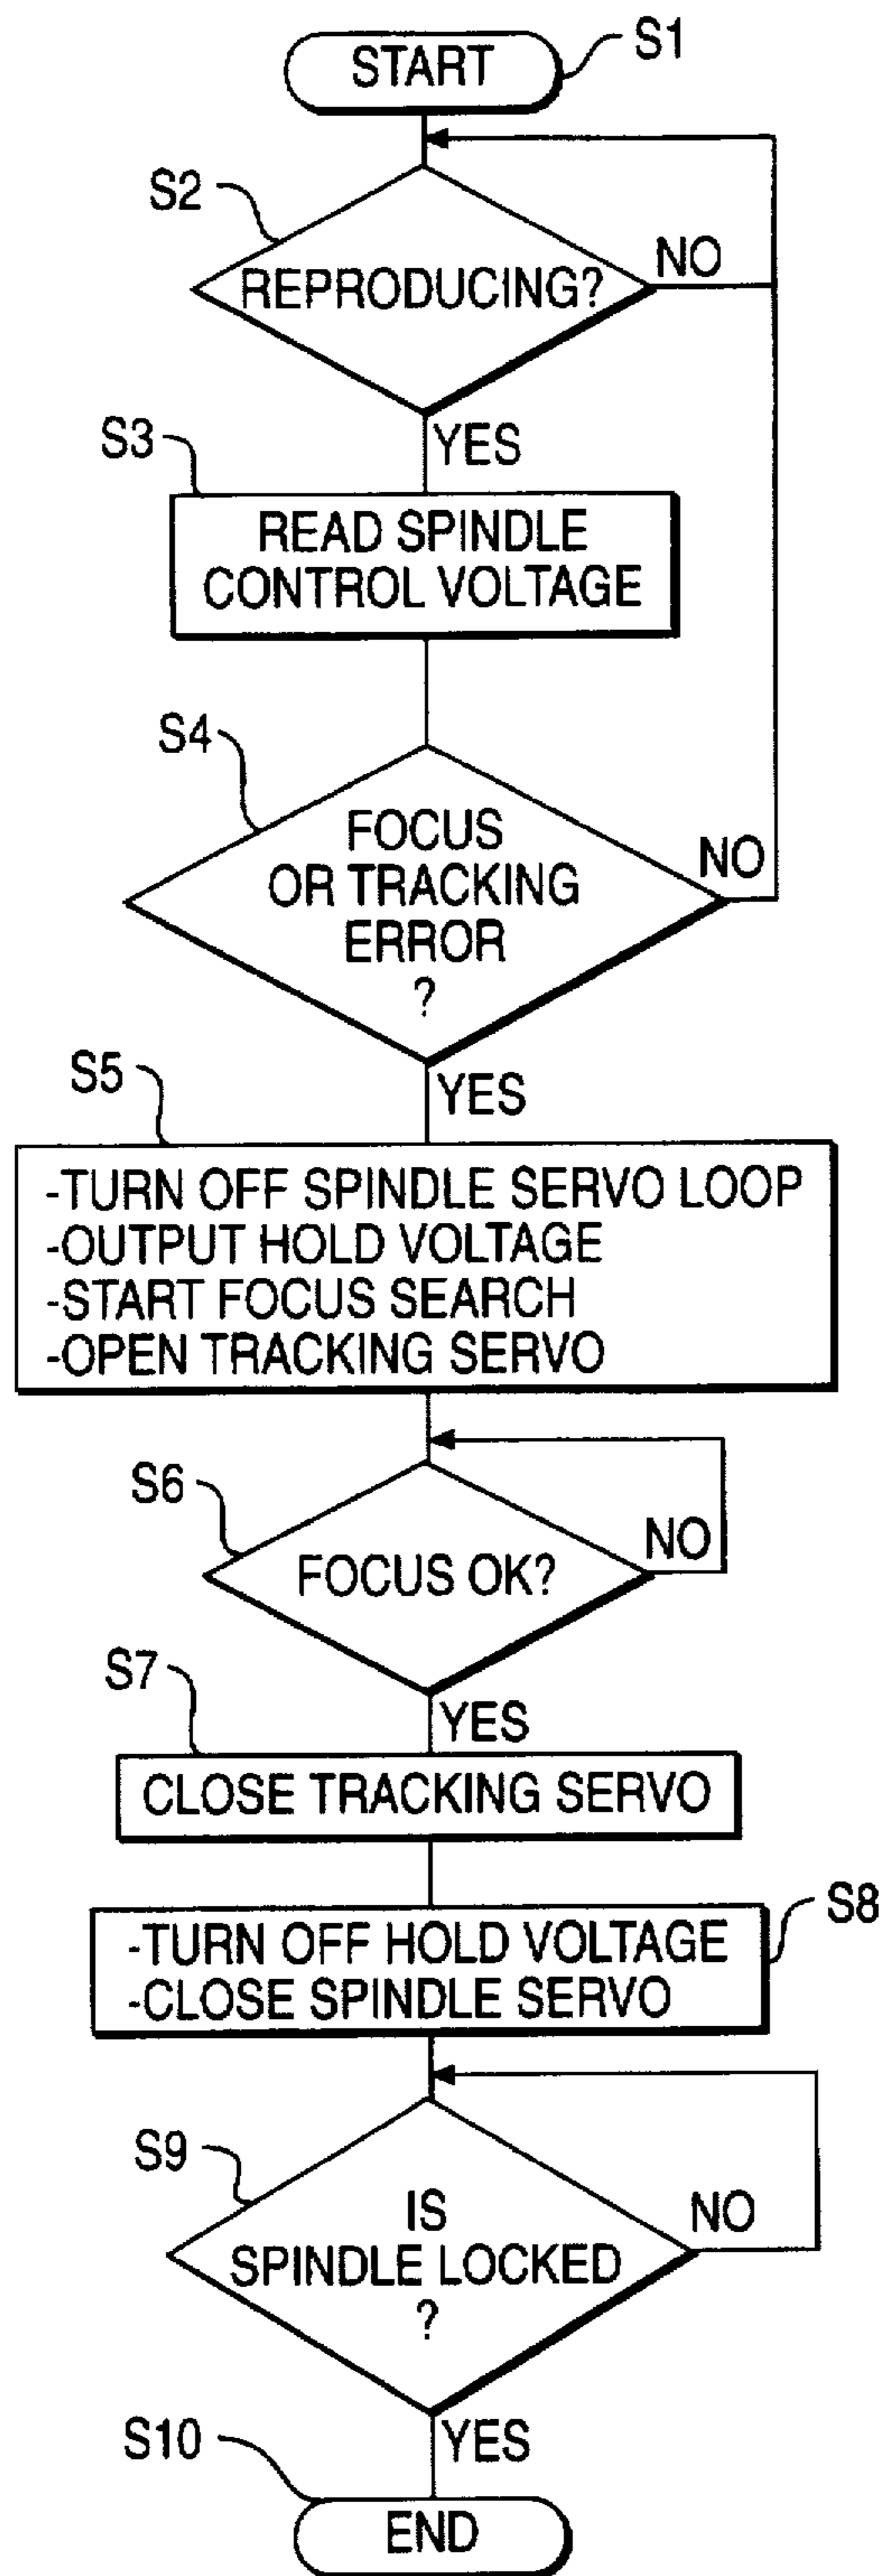 START
S1
S2
REPRODUCING?
NO
YES
S3
READ SPINDLE
CONTROL VOLTAGE
S4
FOCUS
OR TRACKING
ERROR
?
NO
YES
S5
-TURN OFF SPINDLE SERVO LOOP
-OUTPUT HOLD VOLTAGE
-START FOCUS SEARCH
-OPEN TRACKING SERVO
S6
FOCUS OK?
NO
YES
S7
CLOSE TRACKING SERVO
S8
-TURN OFF HOLD VOLTAGE
-CLOSE SPINDLE SERVO
S9
IS
SPINDLE LOCKED
?
NO
YES
S10
END